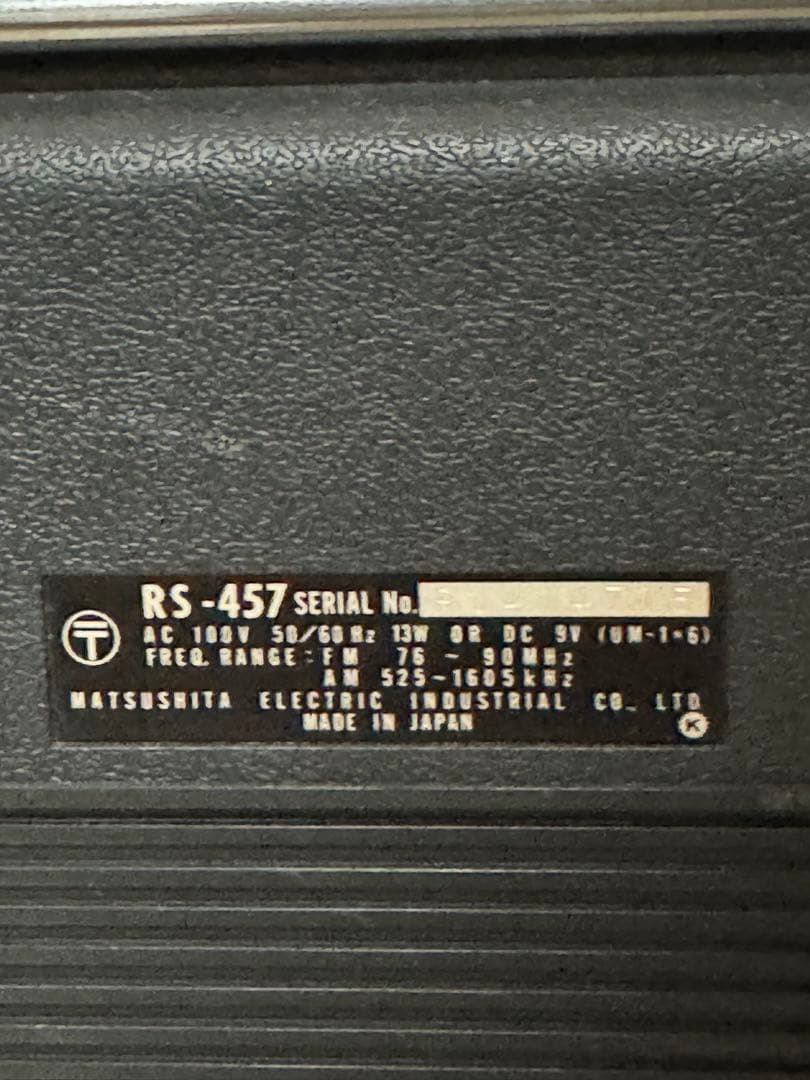 RS-457 SERIAL No.
AC 100V 50/60Hz 13W OR DC 9V (UM-1×6)
FREQ. RANGE: FM 76 ~ 90MHz
AM 525~1605kHz
MATSUSHITA ELECTRIC INDUSTRIAL CO., LTD.
MADE IN JAPAN
K